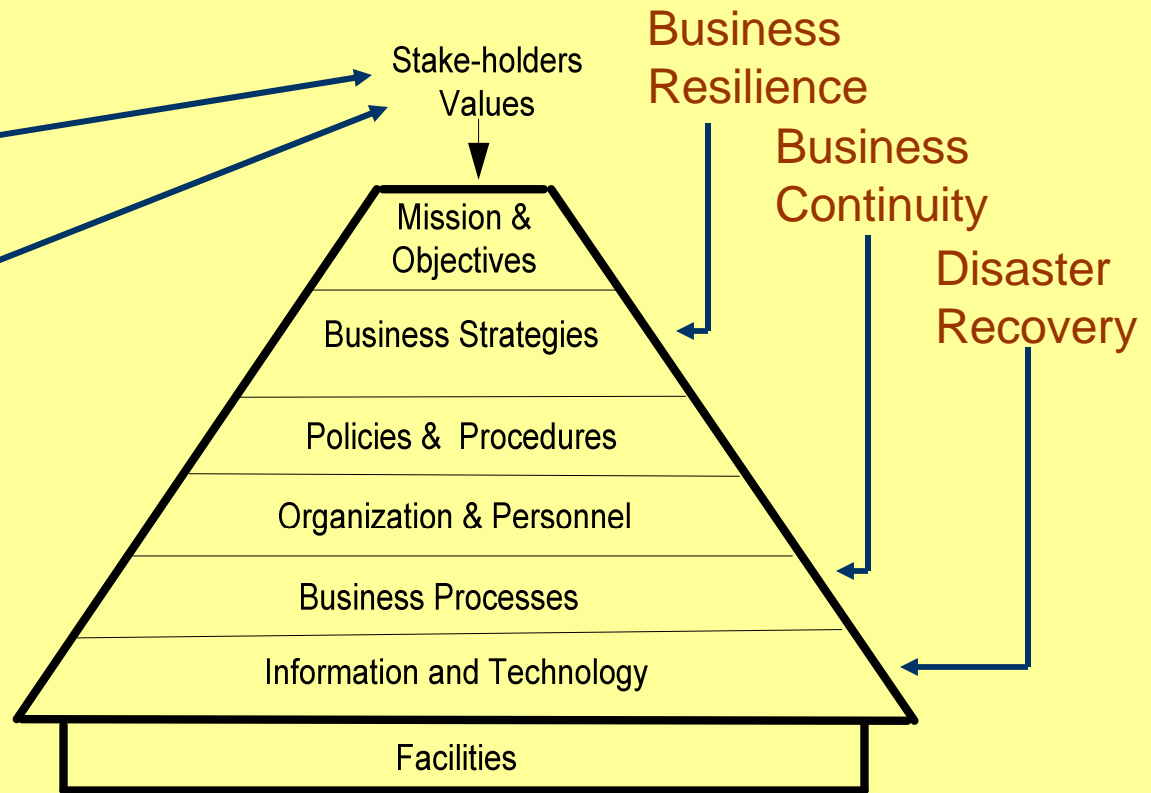 Stake-holders
Values
Business
Resilience
Business
Continuity
Disaster
Recovery
Mission &
Objectives
Business Strategies
Policies &  Procedures
Organization & Personnel
Business Processes
Information and Technology
Facilities